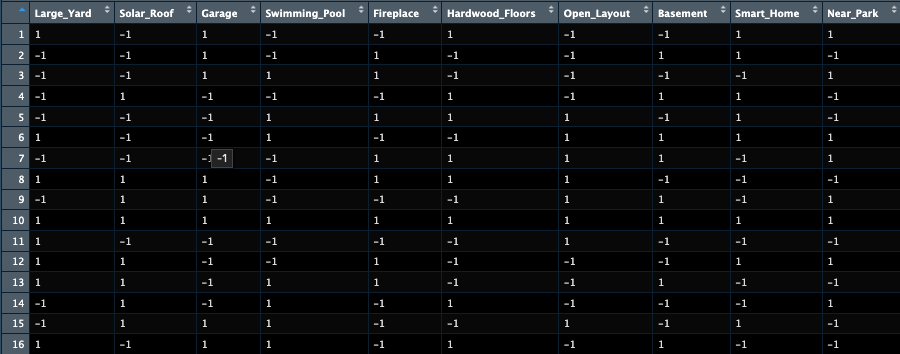 Large_Yard Solar_Roof Garage Swimming_Pool Fireplace Hardwood_Floors Open_Layout Basement Smart_Home Near_Park
1 1 -1 1 -1 -1 1 -1 -1 1 1
2 -1 -1 1 -1 1 -1 -1 1 1 -1
3 -1 -1 1 1 1 -1 -1 -1 -1 1
4 -1 1 -1 -1 -1 1 -1 1 1 -1
5 -1 -1 -1 1 1 1 1 -1 1 -1
6 1 -1 -1 1 -1 -1 1 1 1 1
7 -1 -1 -1 -1 -1 1 1 1 1 -1 1
8 1 1 1 -1 1 1 1 -1 -1 -1
9 -1 1 1 -1 -1 -1 1 1 -1 1
10 1 1 1 1 1 1 1 1 1 1
11 1 -1 -1 -1 -1 -1 1 -1 -1 -1
12 1 1 -1 -1 1 -1 -1 -1 1 1
13 1 1 -1 1 1 -1 -1 1 -1 -1
14 -1 1 -1 1 -1 1 -1 -1 -1 1
15 -1 1 1 1 -1 -1 1 -1 1 -1
16 1 -1 1 1 -1 1 -1 1 -1 -1